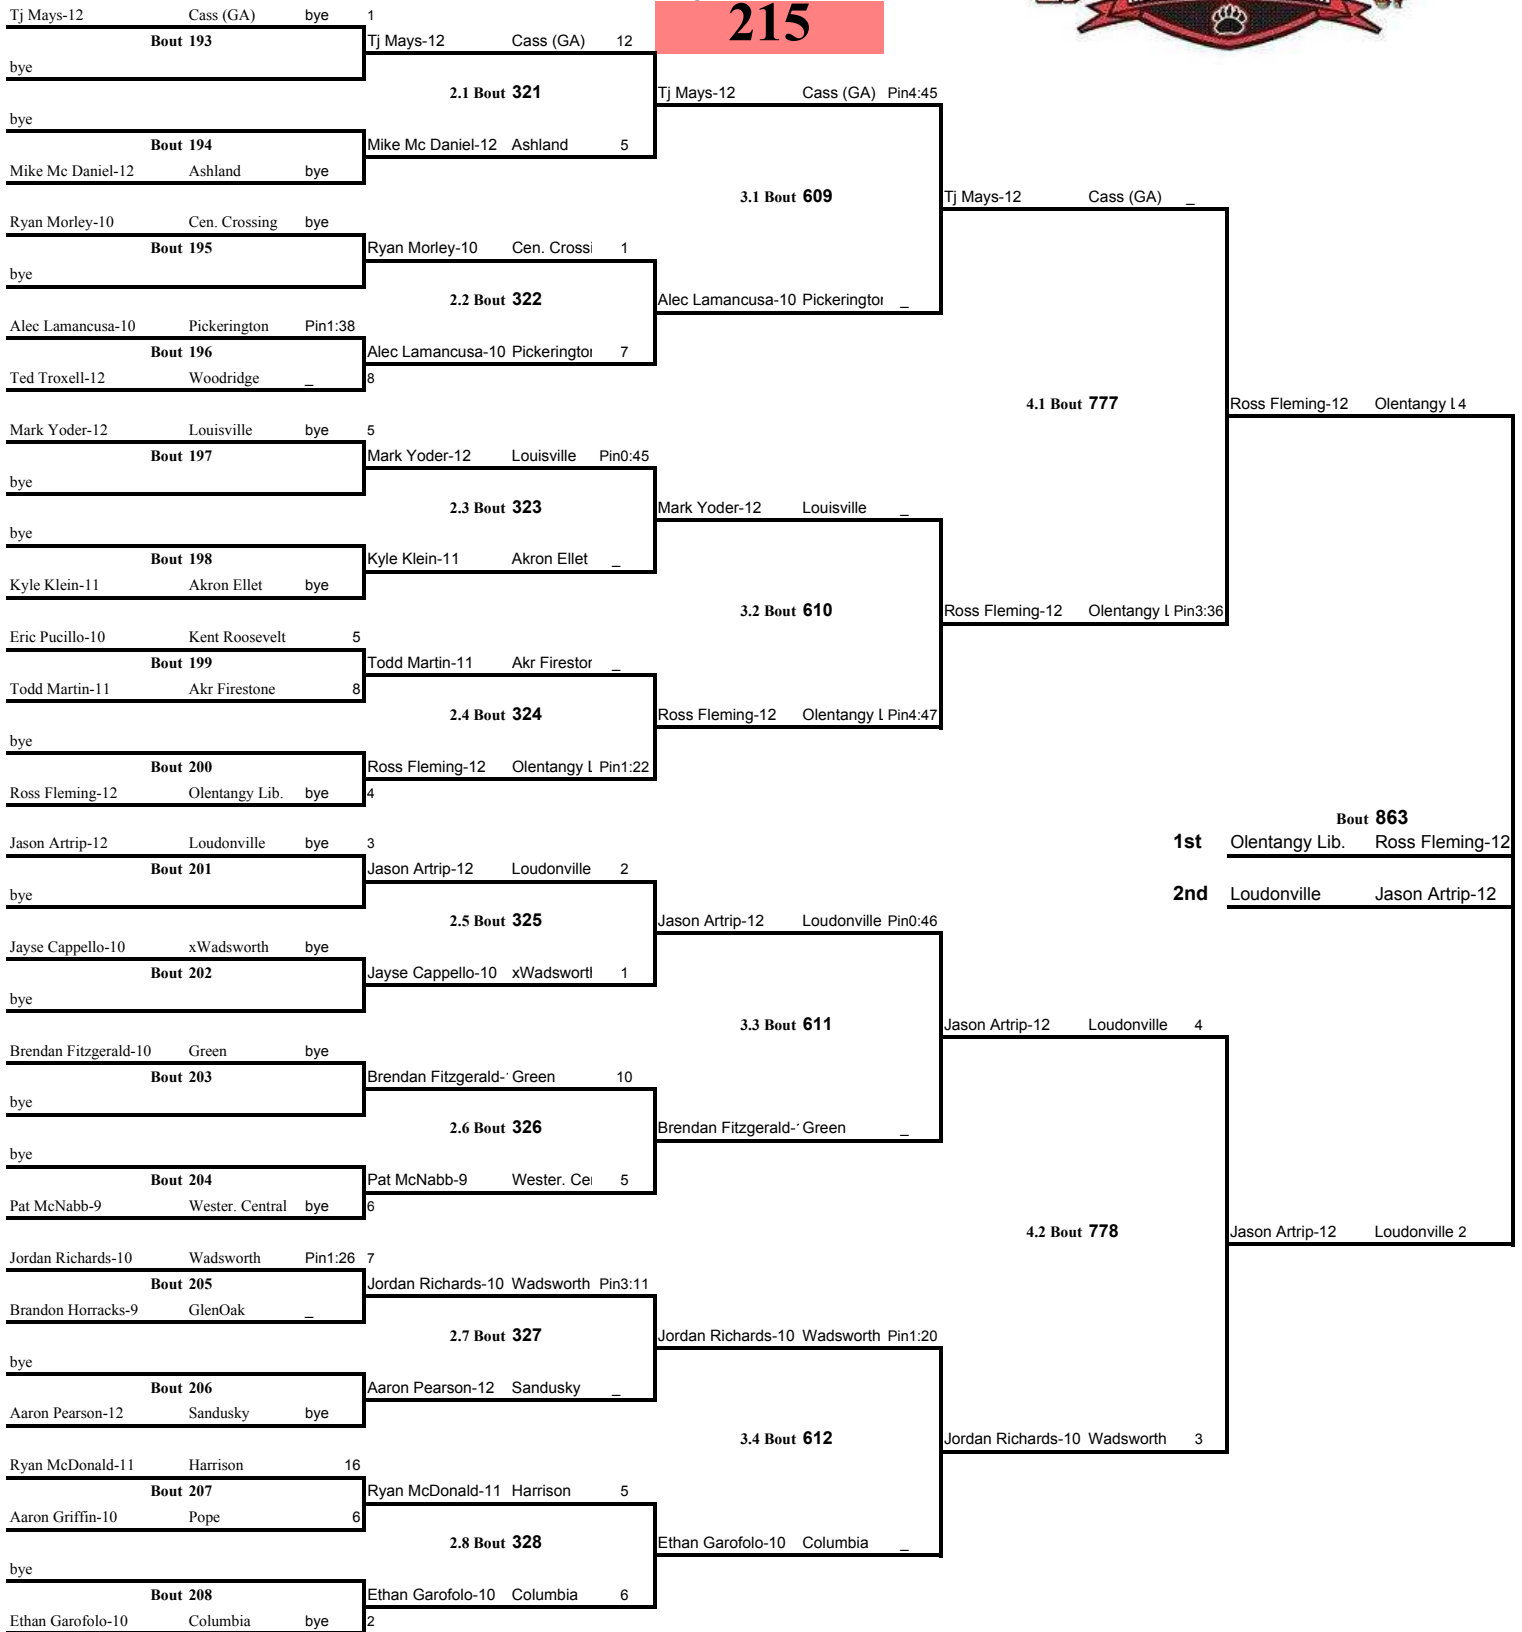 215
Tj Mays-12 Cass (GA) bye 1
Bout 193
bye
Tj Mays-12 Cass (GA) 12
2.1 Bout 321
Tj Mays-12 Cass (GA) Pin4:45
bye
Bout 194
Mike Mc Daniel-12 Ashland bye
Mike Mc Daniel-12 Ashland 5
3.1 Bout 609
Tj Mays-12 Cass (GA) _
Ryan Morley-10 Cen. Crossing bye
Bout 195
bye
Ryan Morley-10 Cen. Crossi 1
2.2 Bout 322
Alec Lamancusa-10 Pickerington _
Alec Lamancusa-10 Pickerington Pin1:38
Bout 196
Ted Troxell-12 Woodridge _ 8
Alec Lamancusa-10 Pickerington 7
4.1 Bout 777
Ross Fleming-12 Olentangy L 4
Mark Yoder-12 Louisville bye 5
Bout 197
bye
Mark Yoder-12 Louisville Pin0:45
2.3 Bout 323
Mark Yoder-12 Louisville _
bye
Bout 198
Kyle Klein-11 Akron Ellet bye
Kyle Klein-11 Akron Ellet _
3.2 Bout 610
Ross Fleming-12 Olentangy L Pin3:36
Eric Pucillo-10 Kent Roosevelt 5
Bout 199
Todd Martin-11 Akr Firestone 8
Todd Martin-11 Akr Firestor _
2.4 Bout 324
Ross Fleming-12 Olentangy L Pin4:47
bye
Bout 200
Ross Fleming-12 Olentangy Lib. bye 4
Ross Fleming-12 Olentangy L Pin1:22
Bout 863
1st Olentangy Lib. Ross Fleming-12
2nd Loudonville Jason Artrip-12
Jason Artrip-12 Loudonville bye 3
Bout 201
bye
Jason Artrip-12 Loudonville 2
2.5 Bout 325
Jason Artrip-12 Loudonville Pin0:46
Jayse Cappello-10 xWadsworth bye
Bout 202
bye
Jayse Cappello-10 xWadsworth 1
3.3 Bout 611
Jason Artrip-12 Loudonville 4
Brendan Fitzgerald-10 Green bye
Bout 203
bye
Brendan Fitzgerald- Green 10
2.6 Bout 326
Brendan Fitzgerald- Green _
bye
Bout 204
Pat McNabb-9 Wester. Central bye 6
Pat McNabb-9 Wester. Cen 5
4.2 Bout 778
Jason Artrip-12 Loudonville 2
Jordan Richards-10 Wadsworth Pin1:26 7
Bout 205
Brandon Horracks-9 GlenOak _
Jordan Richards-10 Wadsworth Pin3:11
2.7 Bout 327
Jordan Richards-10 Wadsworth Pin1:20
bye
Bout 206
Aaron Pearson-12 Sandusky bye
Aaron Pearson-12 Sandusky _
3.4 Bout 612
Jordan Richards-10 Wadsworth 3
Ryan McDonald-11 Harrison 16
Bout 207
Aaron Griffin-10 Pope 6
Ryan McDonald-11 Harrison 5
2.8 Bout 328
Ethan Garofolo-10 Columbia _
bye
Bout 208
Ethan Garofolo-10 Columbia bye 2
Ethan Garofolo-10 Columbia 6